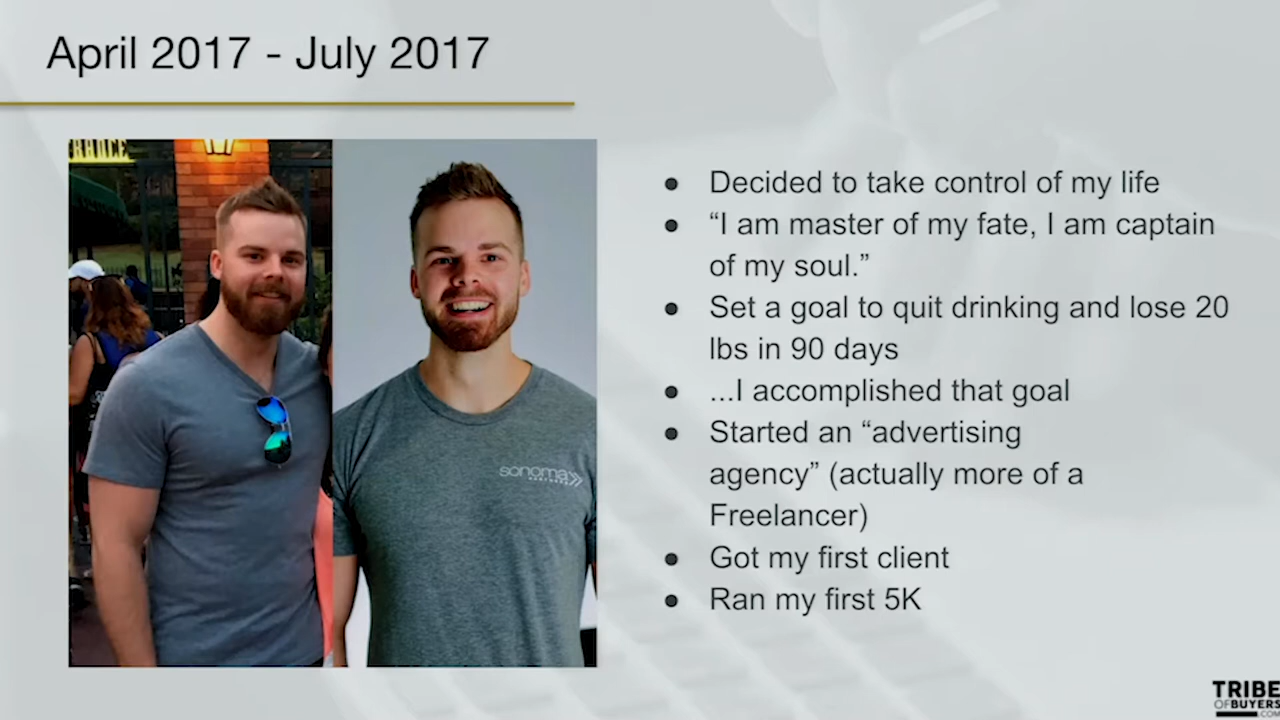 April 2017 - July 2017
● Decided to take control of my life
● “I am master of my fate, I am captain
of my soul.”
● Set a goal to quit drinking and lose 20
lbs in 90 days
● ...I accomplished that goal
● Started an “advertising
agency” (actually more of a
Freelancer)
● Got my first client
● Ran my first 5K
sonoma
TRIBE
OFBUYERS
.COM